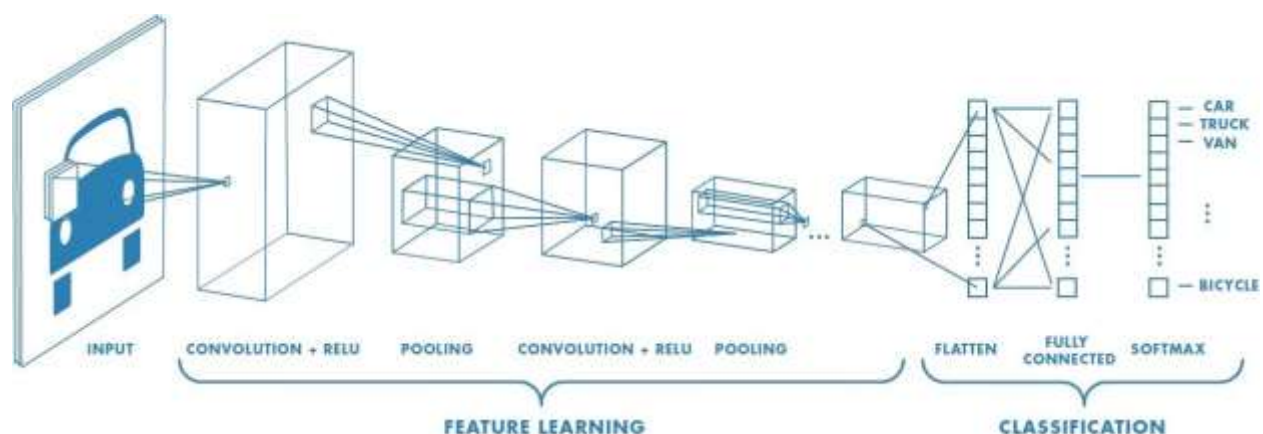 CAR
TRUCK
VAN
BICYCLE
INPUT
CONVOLUTION + RELU
POOLING
CONVOLUTION + RELU
POOLING
FLATTEN
FULLY
CONNECTED
SOFTMAX
FEATURE LEARNING
CLASSIFICATION